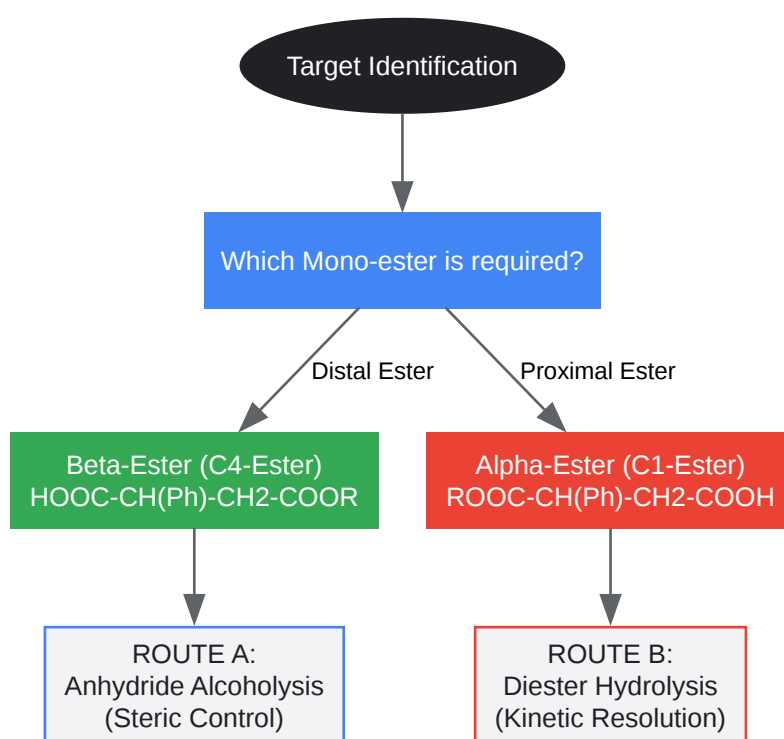 Target Identification
Which Mono-ester is required?
Distal Ester
Proximal Ester
Beta-Ester (C4-Ester)
HOOC-CH(Ph)-CH2-COOR
Alpha-Ester (C1-Ester)
ROOC-CH(Ph)-CH2-COOH
ROUTE A:
Anhydride Alcoholysis
(Steric Control)
ROUTE B:
Diester Hydrolysis
(Kinetic Resolution)